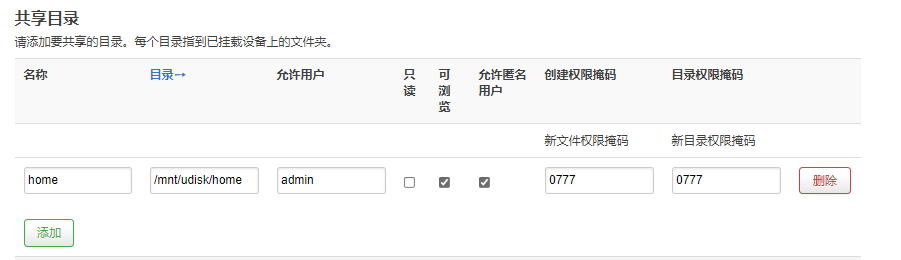 共享目录
请添加要共享的目录。每个目录指到已挂载设备上的文件夹。
名称 目录→ 允许用户 只读 可浏览 允许匿名用户 创建权限掩码 目录权限掩码
新文件权限掩码 新目录权限掩码
home /mnt/udisk/home admin 0777 0777 删除
添加